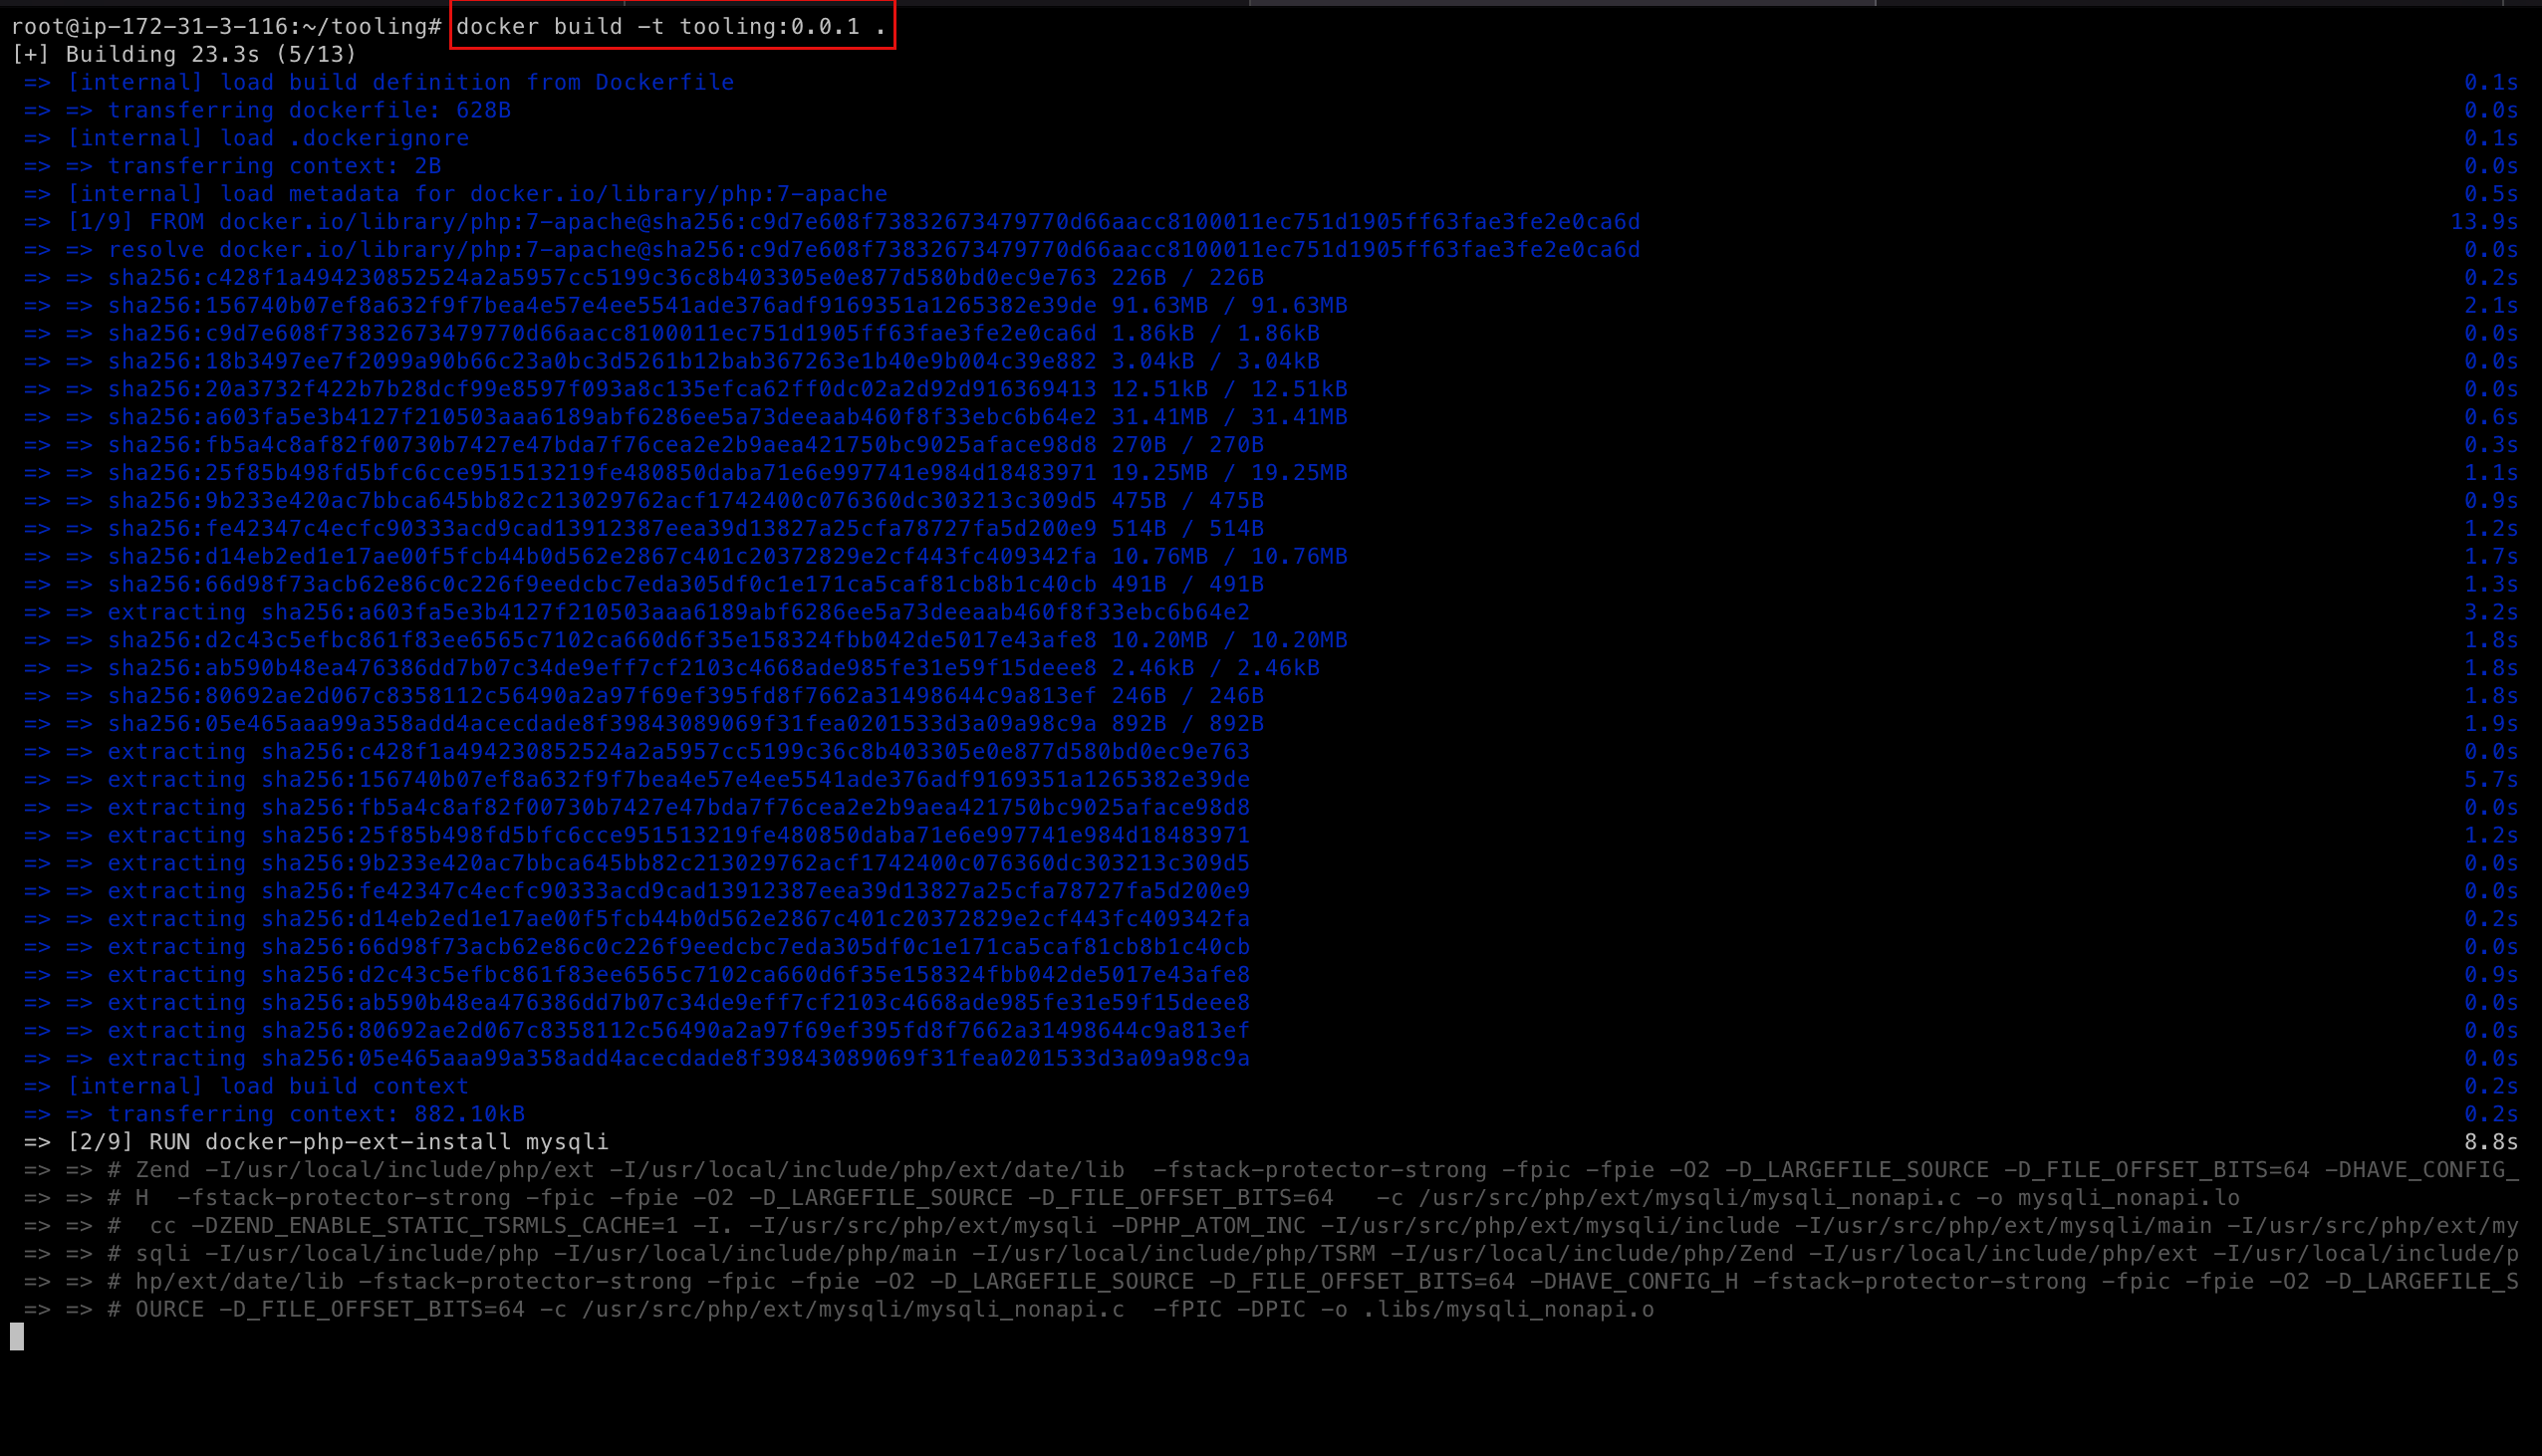 root@ip-172-31-3-116:~/tooling# docker build -t tooling:0.0.1 .
[+] Building 23.3s (5/13)
=> [internal] load build definition from Dockerfile 0.1s
=> => transferring dockerfile: 628B 0.0s
=> [internal] load .dockerignore 0.1s
=> => transferring context: 2B 0.0s
=> [internal] load metadata for docker.io/library/php:7-apache 0.5s
=> [1/9] FROM docker.io/library/php:7-apache@sha256:c9d7e608f73832673479770d66aacc8100011ec751d1905ff63fae3fe2e0ca6d 13.9s
=> => resolve docker.io/library/php:7-apache@sha256:c9d7e608f73832673479770d66aacc8100011ec751d1905ff63fae3fe2e0ca6d 0.0s
=> => sha256:c428f1a494230852524a2a5957cc5199c36c8b403305e0e877d580bd0ec9e763 226B / 226B 0.2s
=> => sha256:156740b07ef8a632f9f7bea4e57e4ee5541ade376adf9169351a1265382e39de 91.63MB / 91.63MB 2.1s
=> => sha256:c9d7e608f73832673479770d66aacc8100011ec751d1905ff63fae3fe2e0ca6d 1.86kB / 1.86kB 0.0s
=> => sha256:18b3497ee7f2099a90b66c23a0bc3d5261b12bab367263e1b40e9b004c39e882 3.04kB / 3.04kB 0.0s
=> => sha256:20a3732f422b7b28dcf99e8597f093a8c135efca62ff0dc02a2d92d916369413 12.51kB / 12.51kB 0.0s
=> => sha256:a603fa5e3b4127f210503aaa6189abf6286ee5a73deeaab460f8f33ebc6b64e2 31.41MB / 31.41MB 0.6s
=> => sha256:fb5a4c8af82f00730b7427e47bda7f76cea2e2b9aea421750bc9025aface98d8 270B / 270B 0.3s
=> => sha256:25f85b498fd5bfc6cce951513219fe480850daba71e6e997741e984d18483971 19.25MB / 19.25MB 1.1s
=> => sha256:9b233e420ac7bbca645bb82c213029762acf1742400c076360dc303213c309d5 475B / 475B 0.9s
=> => sha256:fe42347c4ecfc90333acd9cad13912387eea39d13827a25cfa78727fa5d200e9 514B / 514B 1.2s
=> => sha256:d14eb2ed1e17ae00f5fcb44b0d562e2867c401c20372829e2cf443fc409342fa 10.76MB / 10.76MB 1.7s
=> => sha256:66d98f73acb62e86c0c226f9eedcbc7eda305df0c1e171ca5caf81cb8b1c40cb 491B / 491B 1.3s
=> => extracting sha256:a603fa5e3b4127f210503aaa6189abf6286ee5a73deeaab460f8f33ebc6b64e2 3.2s
=> => sha256:d2c43c5efbc861f83ee6565c7102ca660d6f35e158324fbb042de5017e43afe8 10.20MB / 10.20MB 1.8s
=> => sha256:ab590b48ea476386dd7b07c34de9eff7cf2103c4668ade985fe31e59f15deee8 2.46kB / 2.46kB 1.8s
=> => sha256:80692ae2d067c8358112c56490a2a97f69ef395fd8f7662a31498644c9a813ef 246B / 246B 1.8s
=> => sha256:05e465aaa99a358add4acecdade8f39843089069f31fea0201533d3a09a98c9a 892B / 892B 1.9s
=> => extracting sha256:c428f1a494230852524a2a5957cc5199c36c8b403305e0e877d580bd0ec9e763 0.0s
=> => extracting sha256:156740b07ef8a632f9f7bea4e57e4ee5541ade376adf9169351a1265382e39de 5.7s
=> => extracting sha256:fb5a4c8af82f00730b7427e47bda7f76cea2e2b9aea421750bc9025aface98d8 0.0s
=> => extracting sha256:25f85b498fd5bfc6cce951513219fe480850daba71e6e997741e984d18483971 1.2s
=> => extracting sha256:9b233e420ac7bbca645bb82c213029762acf1742400c076360dc303213c309d5 0.0s
=> => extracting sha256:fe42347c4ecfc90333acd9cad13912387eea39d13827a25cfa78727fa5d200e9 0.0s
=> => extracting sha256:d14eb2ed1e17ae00f5fcb44b0d562e2867c401c20372829e2cf443fc409342fa 0.2s
=> => extracting sha256:66d98f73acb62e86c0c226f9eedcbc7eda305df0c1e171ca5caf81cb8b1c40cb 0.0s
=> => extracting sha256:d2c43c5efbc861f83ee6565c7102ca660d6f35e158324fbb042de5017e43afe8 0.9s
=> => extracting sha256:ab590b48ea476386dd7b07c34de9eff7cf2103c4668ade985fe31e59f15deee8 0.0s
=> => extracting sha256:80692ae2d067c8358112c56490a2a97f69ef395fd8f7662a31498644c9a813ef 0.0s
=> => extracting sha256:05e465aaa99a358add4acecdade8f39843089069f31fea0201533d3a09a98c9a 0.0s
=> [internal] load build context 0.2s
=> => transferring context: 882.10kB 0.2s
=> [2/9] RUN docker-php-ext-install mysqli 8.8s
=> => # Zend -I/usr/local/include/php/ext -I/usr/local/include/php/ext/date/lib  -fstack-protector-strong -fpic -fpie -O2 -D_LARGEFILE_SOURCE -D_FILE_OFFSET_BITS=64 -DHAVE_CONFIG_
=> => # H  -fstack-protector-strong -fpic -fpie -O2 -D_LARGEFILE_SOURCE -D_FILE_OFFSET_BITS=64   -c /usr/src/php/ext/mysqli/mysqli_nonapi.c -o mysqli_nonapi.lo
=> => #  cc -DZEND_ENABLE_STATIC_TSRMLS_CACHE=1 -I. -I/usr/src/php/ext/mysqli -DPHP_ATOM_INC -I/usr/src/php/ext/mysqli/include -I/usr/src/php/ext/mysqli/main -I/usr/src/php/ext/my
=> => # sqli -I/usr/local/include/php -I/usr/local/include/php/main -I/usr/local/include/php/TSRM -I/usr/local/include/php/Zend -I/usr/local/include/php/ext -I/usr/local/include/p
=> => # hp/ext/date/lib -fstack-protector-strong -fpic -fpie -O2 -D_LARGEFILE_SOURCE -D_FILE_OFFSET_BITS=64 -DHAVE_CONFIG_H -fstack-protector-strong -fpic -fpie -O2 -D_LARGEFILE_S
=> => # OURCE -D_FILE_OFFSET_BITS=64 -c /usr/src/php/ext/mysqli/mysqli_nonapi.c  -fPIC -DPIC -o .libs/mysqli_nonapi.o